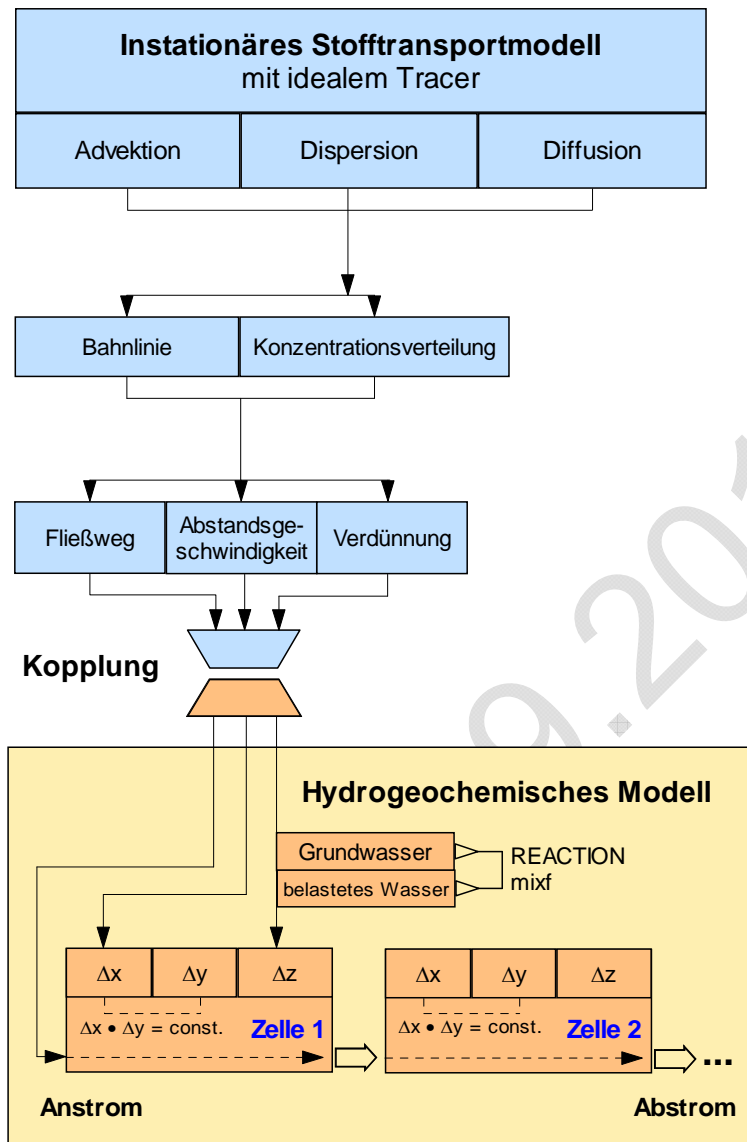 Instationäres Stofftransportmodell
mit idealem Tracer
Advektion
Dispersion
Diffusion
Bahnlinie
Konzentrationsverteilung
Fließweg
Abstandsge-
schwindigkeit
Verdünnung
Kopplung
Hydrogeochemisches Modell
Grundwasser
belastetes Wasser
REACTION
mixf
Δx
Δy
Δz
Δx • Δy = const.
Zelle 1
Δx
Δy
Δz
Δx • Δy = const.
Zelle 2
...
Anstrom
Abstrom
9.201